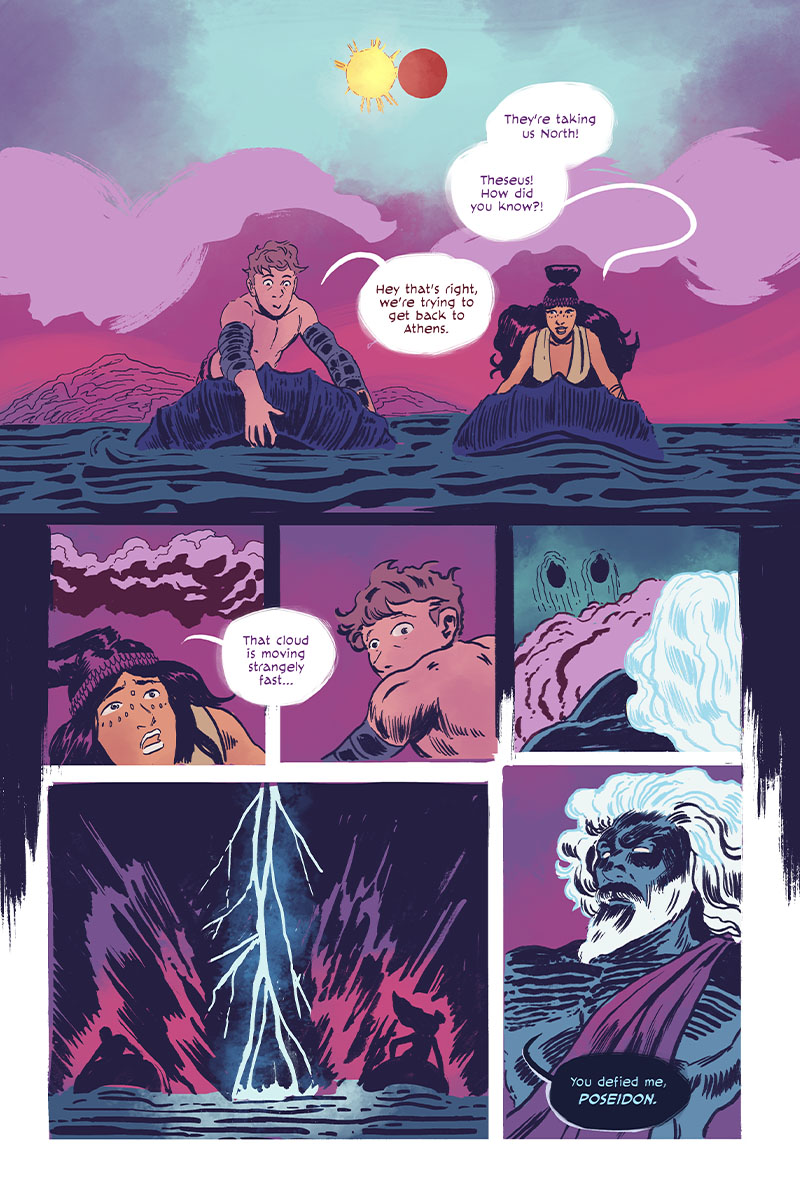 They're taking
us North!
Theseus!
How did
you know?!
Hey that's right,
we're trying to
get back to
Athens.
That cloud
is moving
strangely
fast...
You defied me,
POSEIDON.